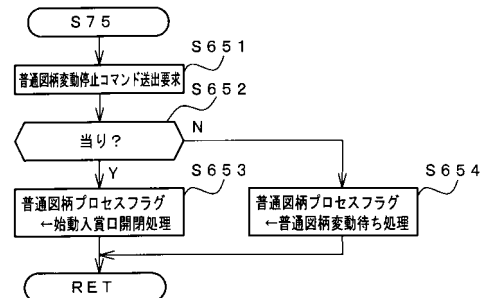 S75
S651
普通図柄変動停止コマンド送出要求
S652
当り?
N
Y
S653
普通図柄プロセスフラグ
←始動入賞口開閉処理
S654
普通図柄プロセスフラグ
←普通図柄変動待ち処理
RET